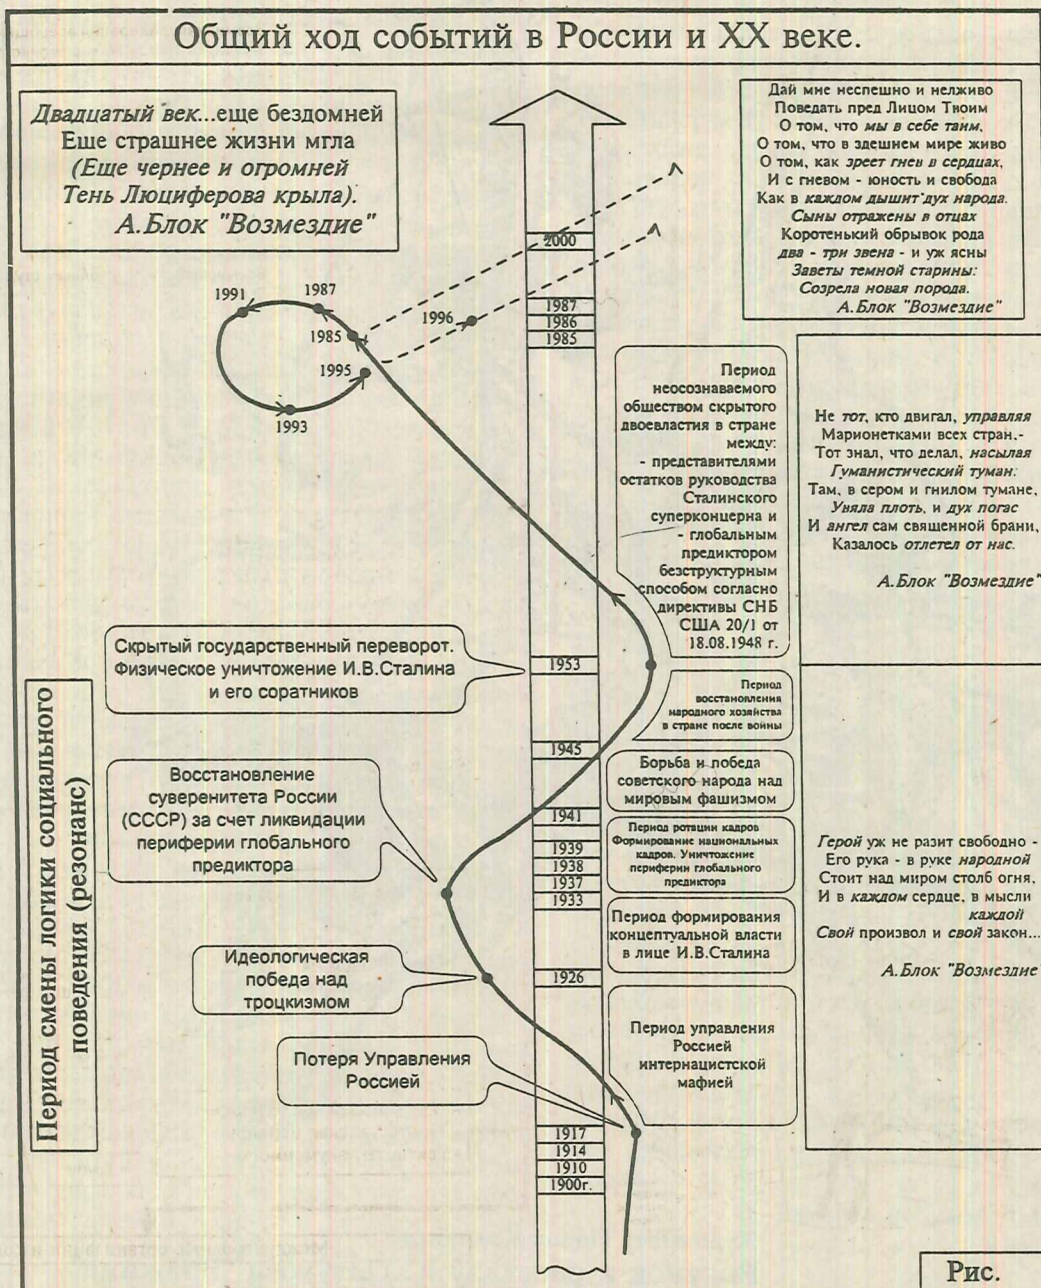 Общий ход событий в России и XX веке.
Двадцатый век...еще бездомней
Еше страшнее жизни мгла
(Еще чернее и огромней
Тень Люциферова крыла).
А.Блок "Возмездие"
Дай мне неспешно и нелживо
Поведать пред Лицом Твоим
О том, что мы в себе таим,
О том, что в здешнем мире живо
О том, как зреет гнев в сердцах,
И с гневом - юность и свобода
Как в каждом дышит дух народа.
Сыны отражены в отцах
Коротенький обрывок рода
два - три звена - и уж ясны
Заветы темной старины:
Созрела новая порода.
А.Блок "Возмездие"
2000
1991
1987
1985
1996
1995
1993
1987
1986
1985
Период
неосознаваемого
обществом скрытого
двоевластия в стране
между:
- представителями
остатков руководства
Сталинского
суперконцерна и
- глобальным
предиктором
безструктурным
способом согласно
директивы СНБ
США 20/1 от
18.08.1948 г.
Не тот, кто двигал, управляя
Марионетками всех стран,-
Тот знал, что делал, насылая
Гуманистический туман:
Там, в сером и гнилом тумане,
Увяла плоть, и дух погас
И ангел сам священной брани,
Казалось отлетел от нас.
А.Блок "Возмездие"
Скрытый государственный переворот.
Физическое уничтожение И.В.Сталина
и его соратников
1953
Период
восстановления
народного хозяйства
в стране после войны
1945
Борьба и победа
советского народа над
мировым фашизмом
Восстановление
суверенитета России
(СССР) за счет ликвидации
периферии глобального
предиктора
1941
1939
1938
1937
1933
Период ротации кадров
Формирование национальных
кадров. Уничтожение
периферии глобального
предиктора
Герой уж не разит свободно -
Его рука - в руке народной
Стоит над миром столб огня,
И в каждом сердце, в мысли
каждой
Свой произвол и свой закон...
А.Блок "Возмездие"
Период формирования
концептуальной власти
в лице И.В.Сталина
Идеологическая
победа над
троцкизмом
1926
Период управления
Россией
интернацистской
мафией
Потеря Управления
Россией
1917
1914
1910
1900г.
Период смены логики социального
поведения (резонанс)
Рис.